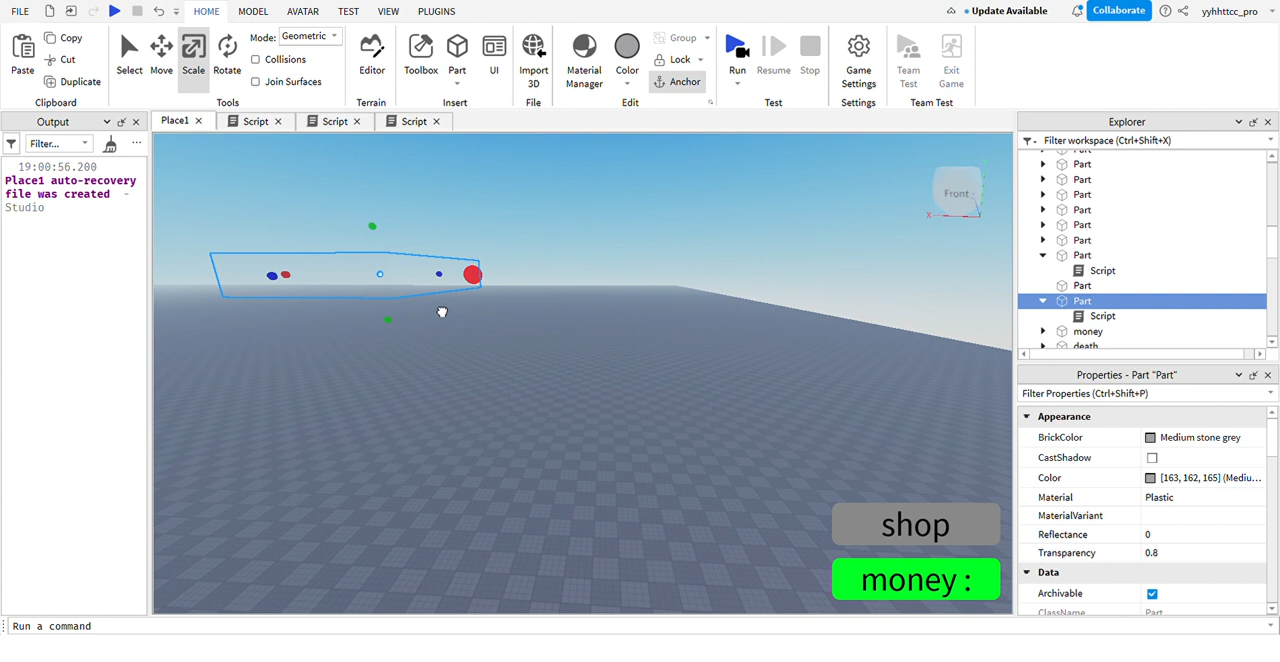 FILE HOME MODEL AVATAR TEST VIEW PLUGINS Update Available Collaborate yyhhttcc_pro
Paste Copy Cut Duplicate Select Move Scale Rotate Mode: Geometric Collisions Join Surfaces Editor Toolbox Part UI Import 3D Material Manager Color Group Lock Anchor Run Resume Stop Game Settings Team Test Exit Game
Clipboard Tools Terrain Insert File Edit Test Settings Team Test
Output Place1 Script Script Script Explorer
Filter... Filter workspace (Ctrl+Shift+X)
19:00:56.200
Place1 auto-recovery
file was created -
Studio
Front
X
shop
money :
Part
Part
Part
Part
Part
Part
Part
Script
Part
Part
Script
money
death
Properties - Part "Part"
Filter Properties (Ctrl+Shift+P)
Appearance
BrickColor Medium stone grey
CastShadow
Color [163, 162, 165] (Mediu...
Material Plastic
MaterialVariant
Reflectance 0
Transparency 0.8
Data
Archivable
ClassName Part
Run a command